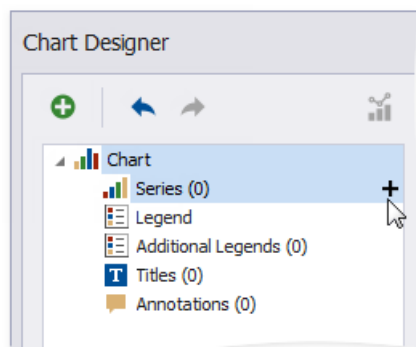 Chart Designer
Chart
Series (0)
Legend
Additional Legends (0)
T Titles (0)
Annotations (0)